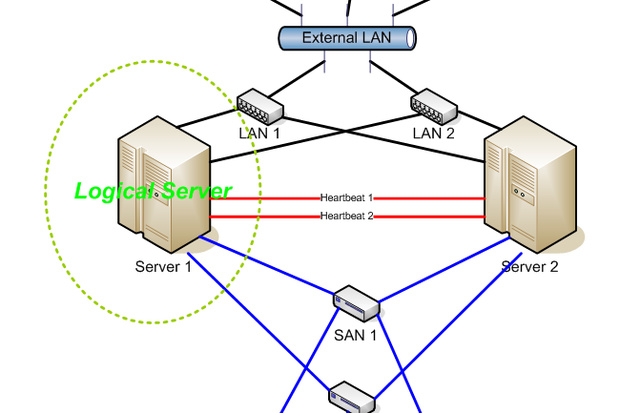 External LAN
LAN 1
LAN 2
Logical Server
Heartbeat 1
Heartbeat 2
Server 1
Server 2
SAN 1